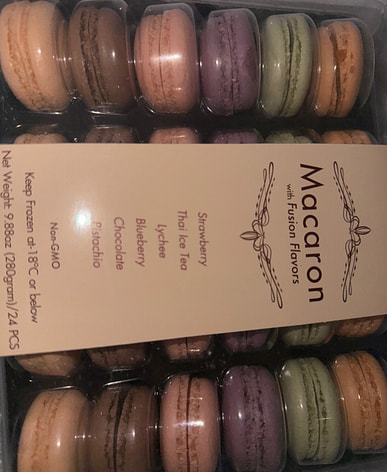 Macaron
with Fusion Flavors
Strawberry
Thai Ice Tea
Lychee
Blueberry
Chocolate
Pistachio
Non-GMO
Keep Frozen at-18°C or below
Net Weight: 9.88oz (280gram)/24 PCS